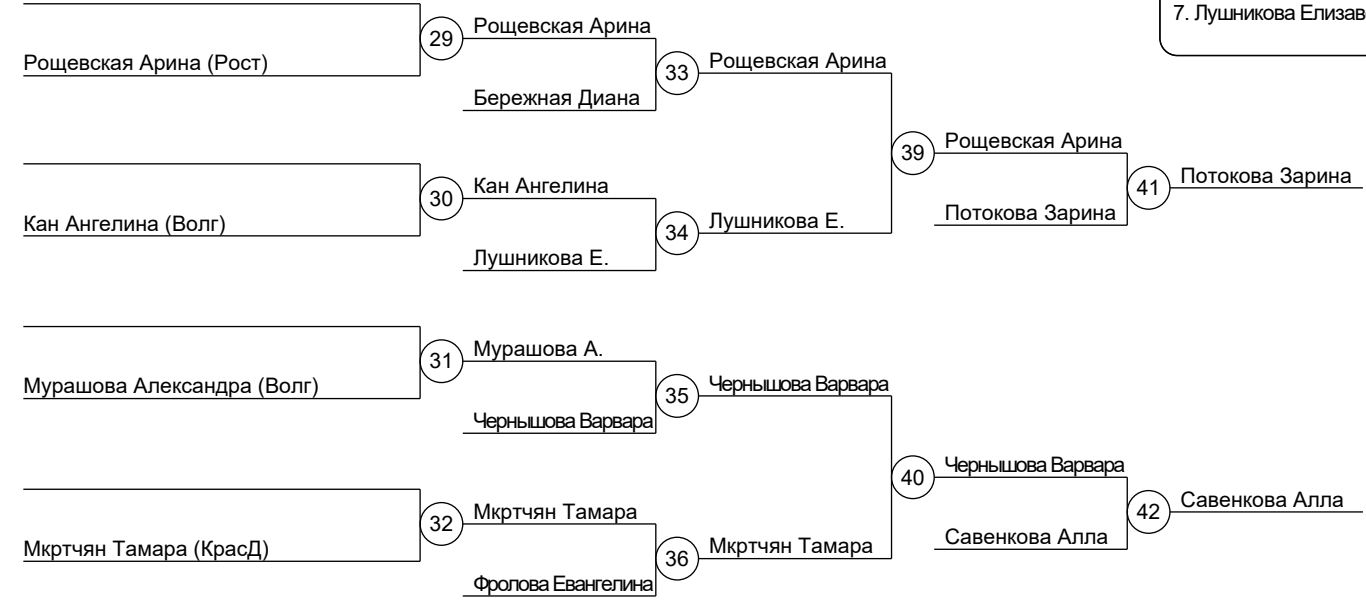 7. Лушникова Елизав
29
Рощевская Арина
Рощевская Арина (Рост)
33
Рощевская Арина
Бережная Диана
39
Рощевская Арина
30
Кан Ангелина
Кан Ангелина (Волг)
34
Лушникова Е.
Лушникова Е.
Потокова Зарина
41
Потокова Зарина
31
Мурашова А.
Мурашова Александра (Волг)
35
Чернышова Варвара
Чернышова Варвара
40
Чернышова Варвара
32
Мкртчян Тамара
Мкртчян Тамара (КрасД)
36
Мкртчян Тамара
Фролова Евангелина
Савенкова Алла
42
Савенкова Алла